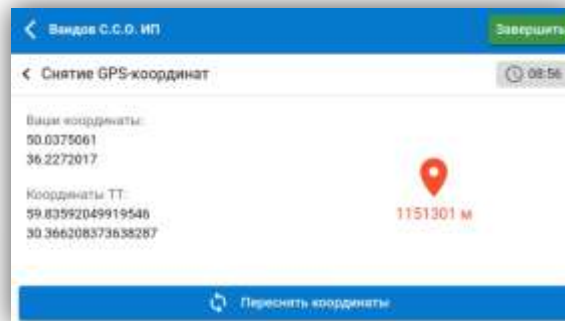 Вандов С.С.О. ИП
Завершить
Снятие GPS-координат
08:56
Ваши координаты:
50.0375061
36.2272017
Координаты ТТ:
59.83592049919546
30.366208373638287
1151301 м
Переснять координаты